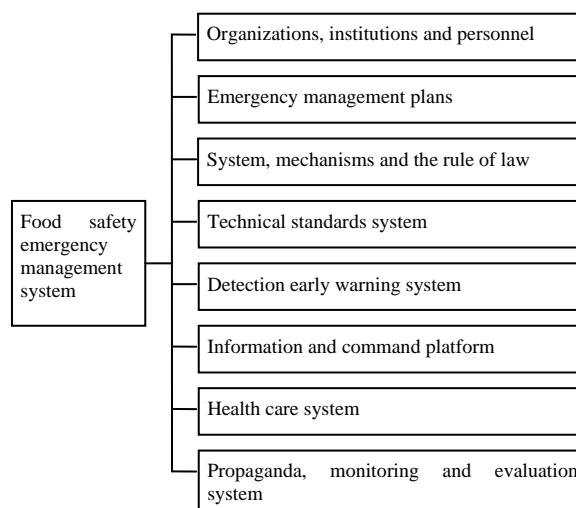 Organizations, institutions and personnel
Emergency management plans
System, mechanisms and the rule of law
Food safety
emergency
management
system
Technical standards system
Detection early warning system
Information and command platform
Health care system
Propaganda, monitoring and evaluation
system